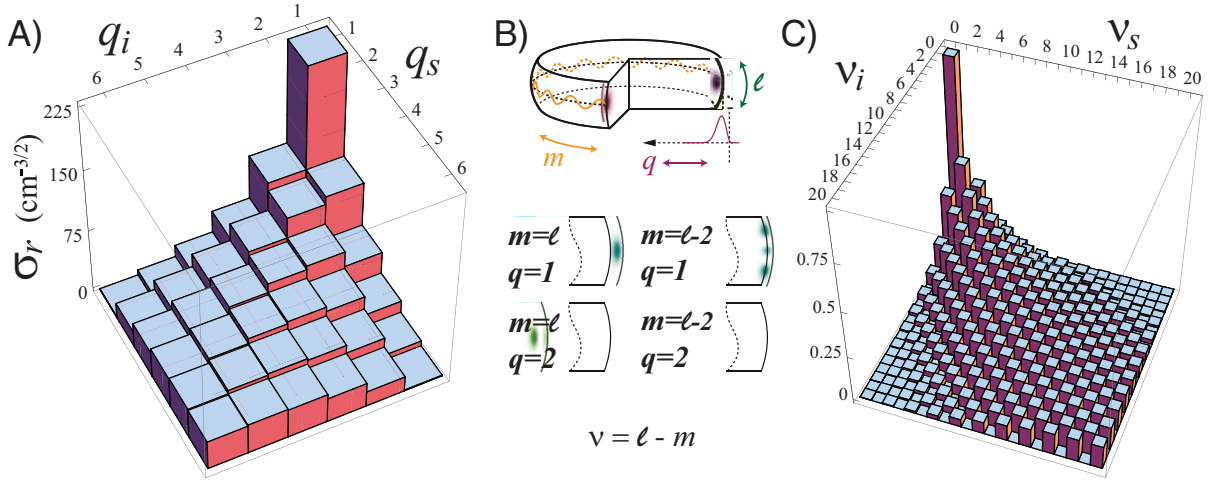 A)
q_i
6 5 4 3 2 1
q_s
1 2 3 4 5 6
σ_r (cm^-3/2)
225
150
75
0
B)
ℓ
m
q
m=ℓ
q=1
m=ℓ-2
q=1
m=ℓ
q=2
m=ℓ-2
q=2
ν = ℓ - m
C)
ν_s
0 2 4 6 8 10 12 14 16 18 20
ν_i
0 2 4 6 8 10 12 14 16 18 20
0.75
0.5
0.25
0